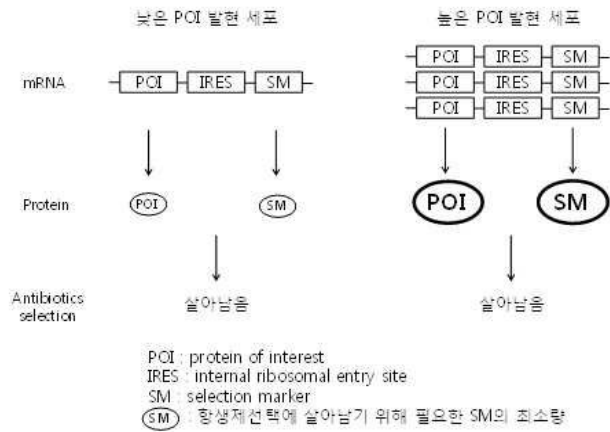 낮은 POI 발현 세포
높은 POI 발현 세포
mRNA
POI IRES SM
POI IRES SM
POI IRES SM
POI IRES SM
Protein
POI
SM
POI
SM
Antibiotics
selection
살아남음
살아남음
POI : protein of interest
IRES : internal ribosomal entry site
SM : selection marker
SM : 항생제선택에 살아남기 위해 필요한 SM의 최소량